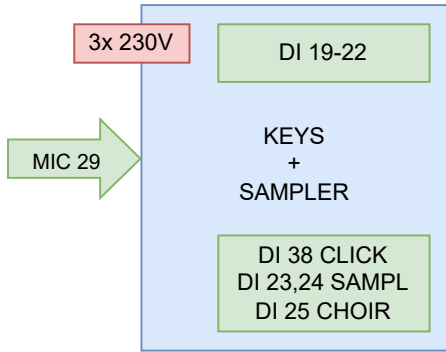 3x 230V
DI 19-22
MIC 29
KEYS
+
SAMPLER
DI 38 CLICK
DI 23,24 SAMPL
DI 25 CHOIR